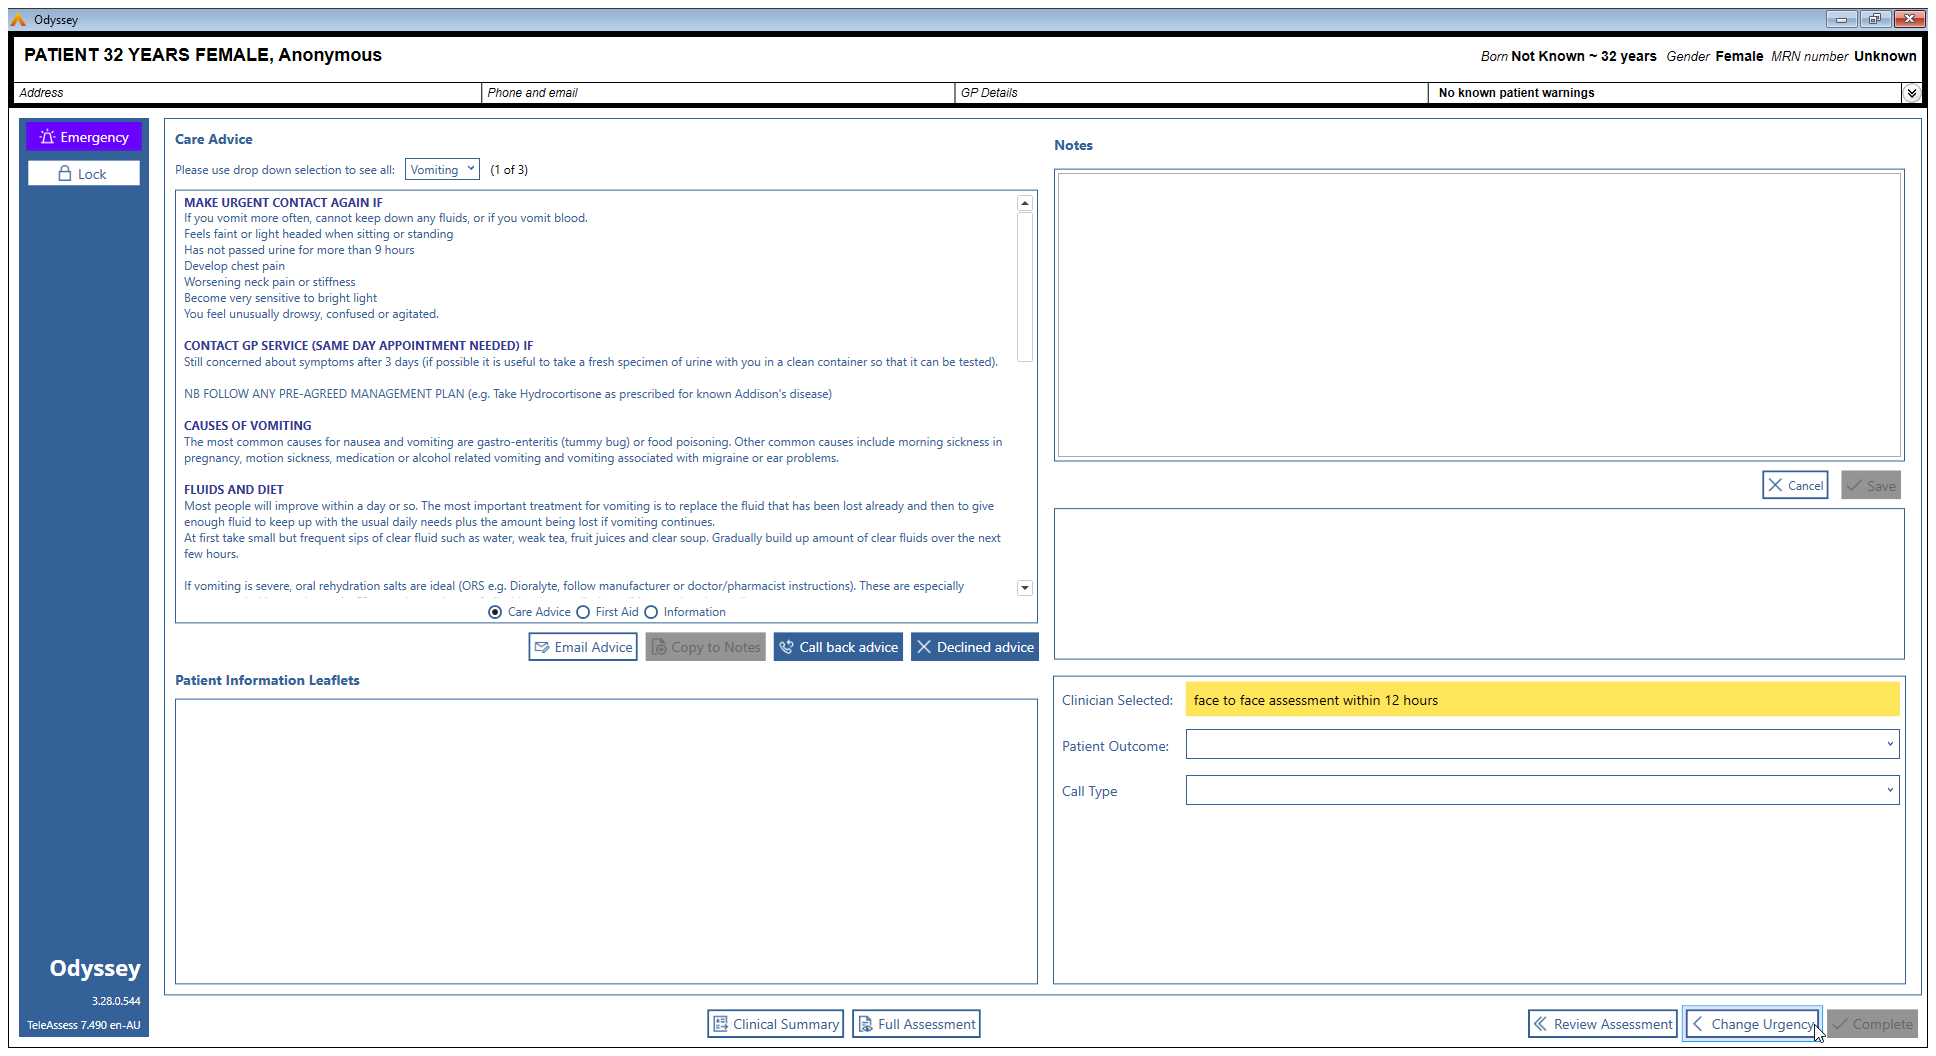 Odyssey
PATIENT 32 YEARS FEMALE, Anonymous
Born Not Known ~ 32 years Gender Female MRN number Unknown
Address
Phone and email
GP Details
No known patient warnings
Emergency
Lock
Care Advice
Please use drop down selection to see all: Vomiting (1 of 3)
MAKE URGENT CONTACT AGAIN IF
If you vomit more often, cannot keep down any fluids, or if you vomit blood.
Feels faint or light headed when sitting or standing
Has not passed urine for more than 9 hours
Develop chest pain
Worsening neck pain or stiffness
Become very sensitive to bright light
You feel unusually drowsy, confused or agitated.
CONTACT GP SERVICE (SAME DAY APPOINTMENT NEEDED) IF
Still concerned about symptoms after 3 days (if possible it is useful to take a fresh specimen of urine with you in a clean container so that it can be tested).
NB FOLLOW ANY PRE-AGREED MANAGEMENT PLAN (e.g. Take Hydrocortisone as prescribed for known Addison's disease)
CAUSES OF VOMITING
The most common causes for nausea and vomiting are gastro-enteritis (tummy bug) or food poisoning. Other common causes include morning sickness in
pregnancy, motion sickness, medication or alcohol related vomiting and vomiting associated with migraine or ear problems.
FLUIDS AND DIET
Most people will improve within a day or so. The most important treatment for vomiting is to replace the fluid that has been lost already and then to give
enough fluid to keep up with the usual daily needs plus the amount being lost if vomiting continues.
At first take small but frequent sips of clear fluid such as water, weak tea, fruit juices and clear soup. Gradually build up amount of clear fluids over the next
few hours.
If vomiting is severe, oral rehydration salts are ideal (ORS e.g. Dioralyte, follow manufacturer or doctor/pharmacist instructions). These are especially
Care Advice First Aid Information
Email Advice
Copy to Notes
Call back advice
Declined advice
Patient Information Leaflets
Notes
Cancel
Save
Clinician Selected: face to face assessment within 12 hours
Patient Outcome:
Call Type
Odyssey
3.28.0.544
TeleAssess 7.490 en-AU
Clinical Summary
Full Assessment
Review Assessment
Change Urgency
Complete